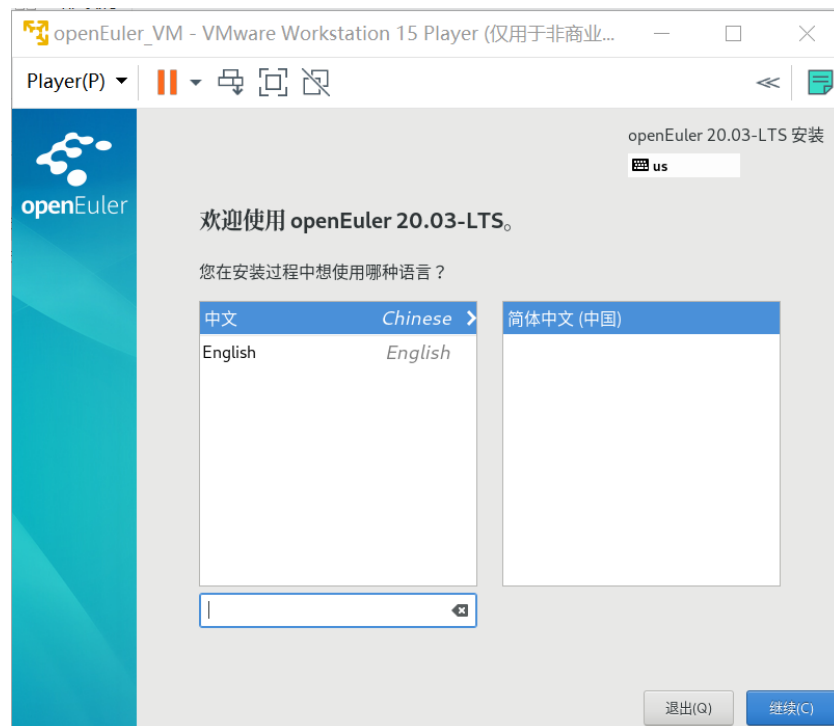 openEuler_VM - VMware Workstation 15 Player (仅用于非商业...
Player(P)
openEuler 20.03-LTS 安装
us
openEuler
欢迎使用 openEuler 20.03-LTS。
您在安装过程中想使用哪种语言？
中文 Chinese
简体中文 (中国)
English English
退出(Q)
继续(C)